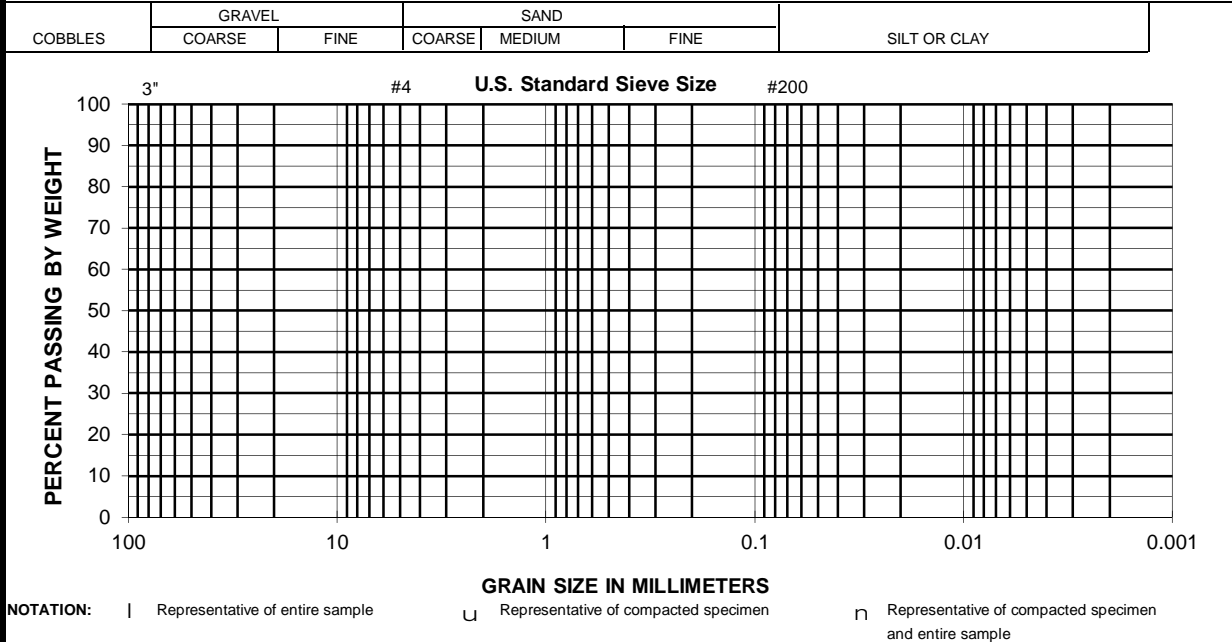 GRAVEL SAND
COBBLES COARSE FINE COARSE MEDIUM FINE SILT OR CLAY
3" #4 U.S. Standard Sieve Size #200
PERCENT PASSING BY WEIGHT
100
90
80
70
60
50
40
30
20
10
0
100 10 1 0.1 0.01 0.001
GRAIN SIZE IN MILLIMETERS
NOTATION: l Representative of entire sample u Representative of compacted specimen n Representative of compacted specimen
and entire sample